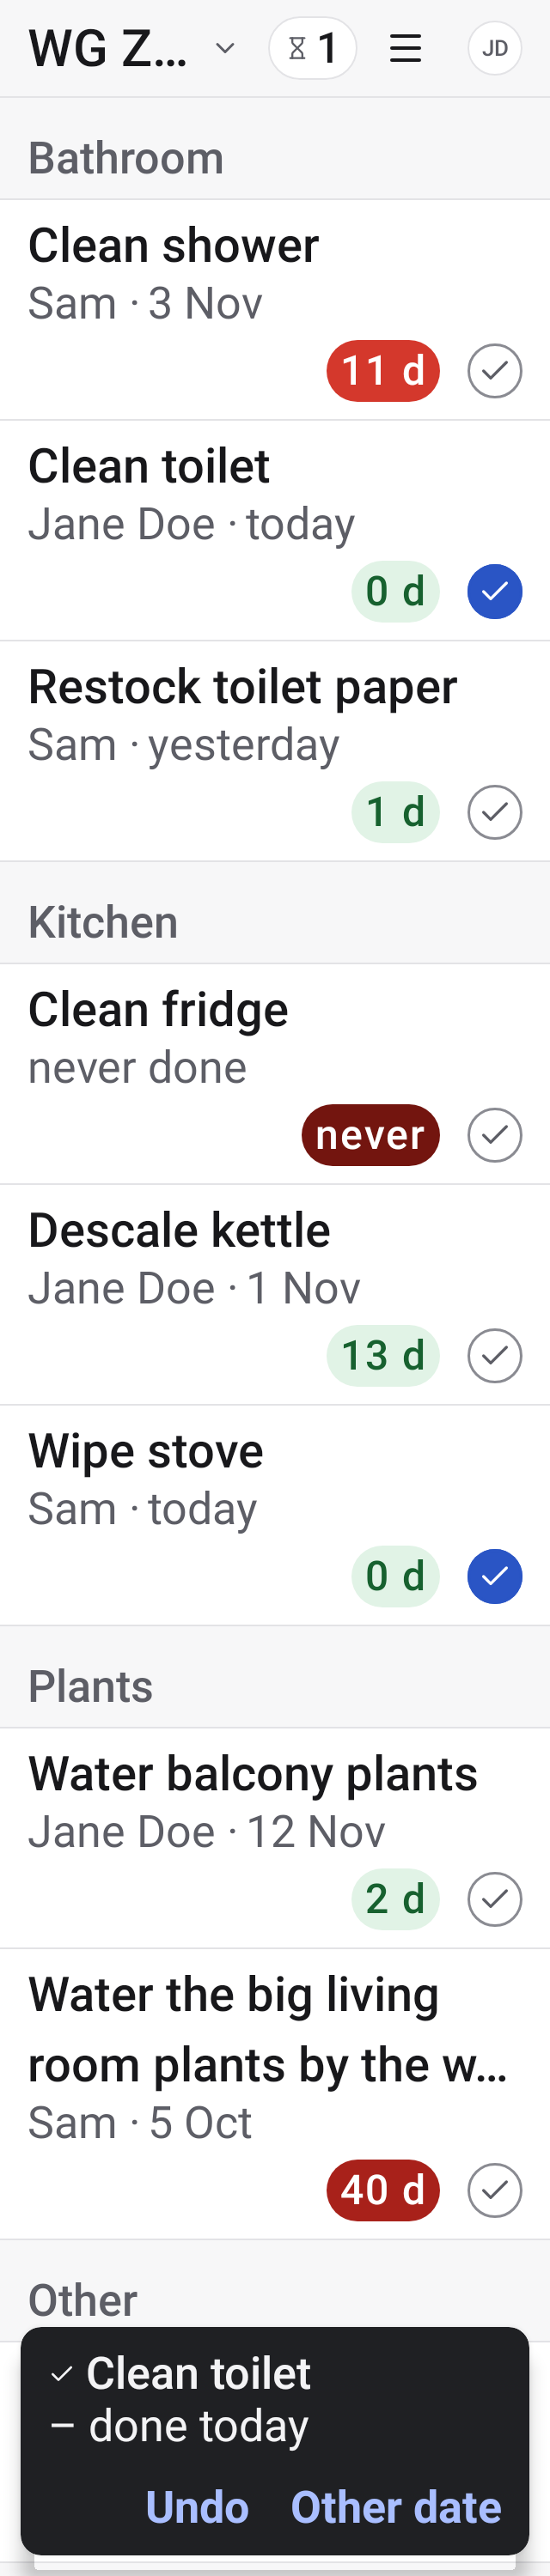 WG Z...
1
JD
Bathroom
Clean shower
Sam · 3 Nov
11 d
Clean toilet
Jane Doe · today
0 d
Restock toilet paper
Sam · yesterday
1 d
Kitchen
Clean fridge
never done
never
Descale kettle
Jane Doe · 1 Nov
13 d
Wipe stove
Sam · today
0 d
Plants
Water balcony plants
Jane Doe · 12 Nov
2 d
Water the big living
room plants by the w...
Sam · 5 Oct
40 d
Other
Clean toilet
– done today
Undo Other date